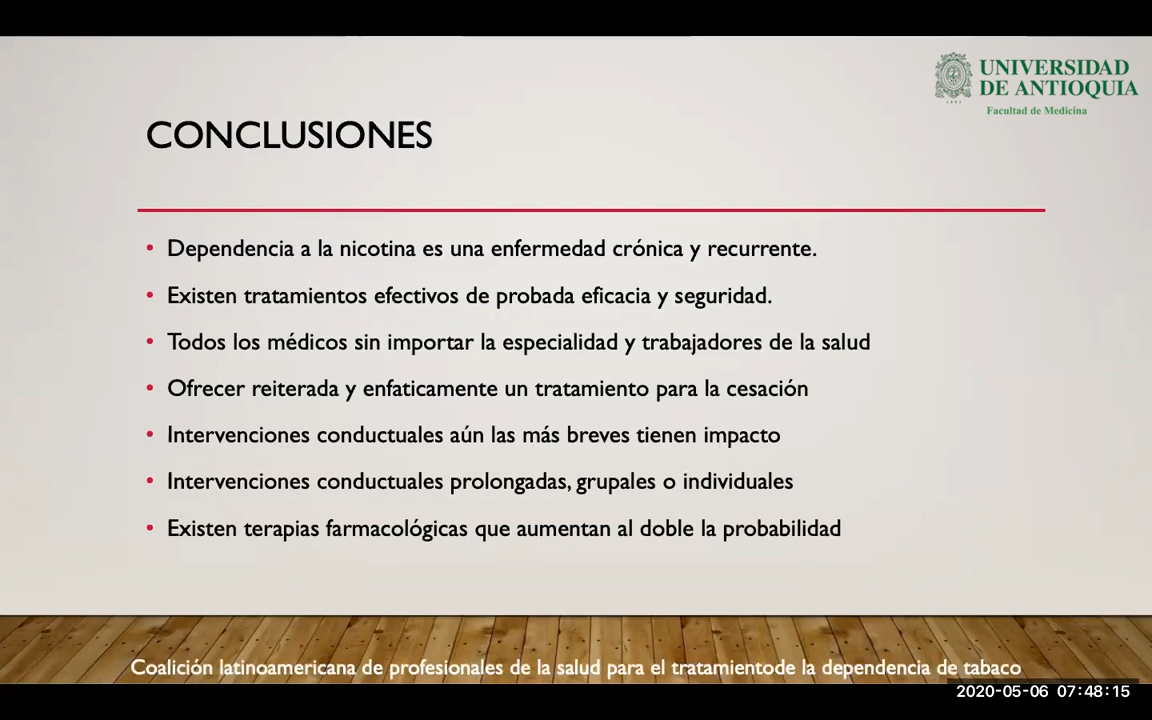 UNIVERSIDAD
DE ANTIOQUIA
Facultad de Medicina
CONCLUSIONES
• Dependencia a la nicotina es una enfermedad crónica y recurrente.
• Existen tratamientos efectivos de probada eficacia y seguridad.
• Todos los médicos sin importar la especialidad y trabajadores de la salud
• Ofrecer reiterada y enfaticamente un tratamiento para la cesación
• Intervenciones conductuales aún las más breves tienen impacto
• Intervenciones conductuales prolongadas, grupales o individuales
• Existen terapias farmacológicas que aumentan al doble la probabilidad
Coalición latinoamericana de profesionales de la salud para el tratamientode la dependencia de tabaco
2020-05-06 07:48:15